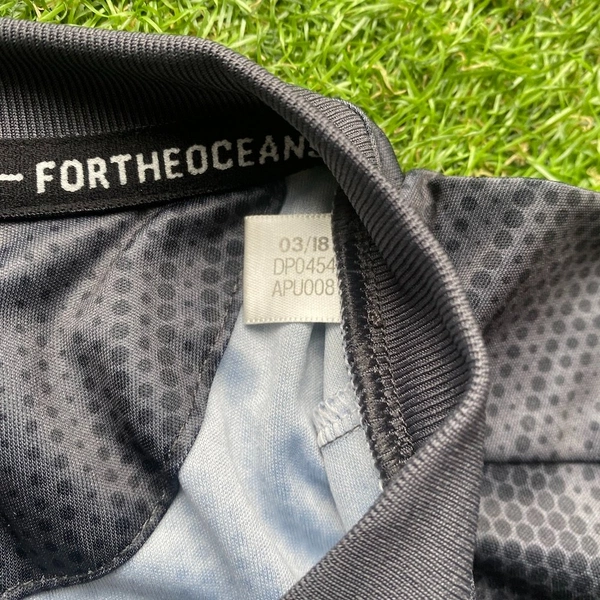 — FORTHEOCEANS
03/18
DP0454
APU008